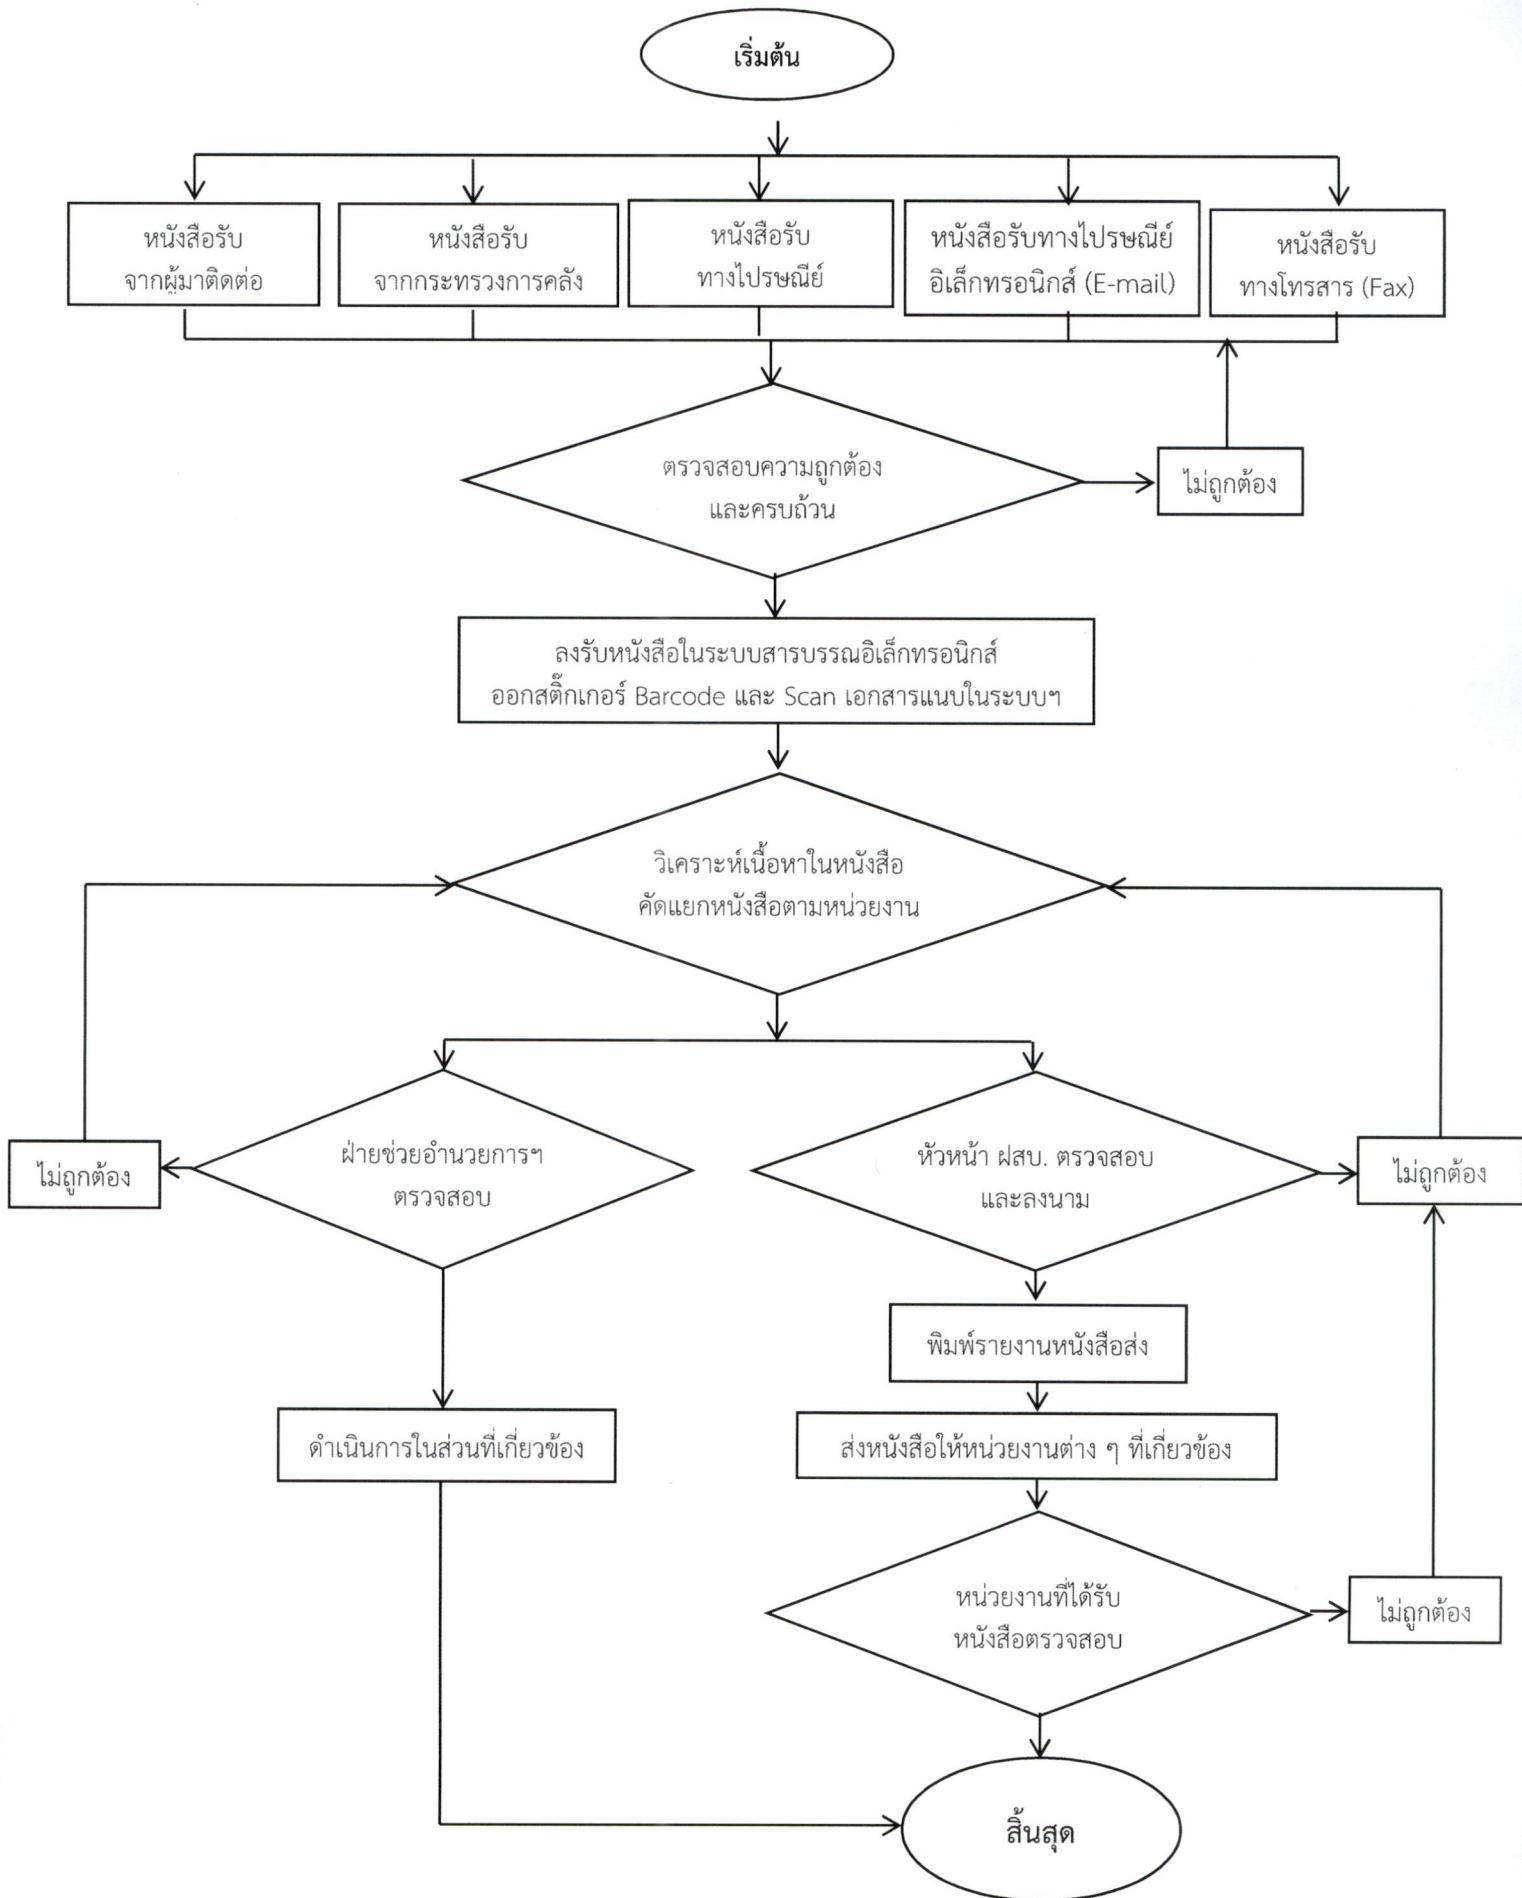 เริ่มต้น
หนังสือรับ
จากผู้มาติดต่อ
หนังสือรับ
จากกระทรวงการคลัง
หนังสือรับ
ทางไปรษณีย์
หนังสือรับทางไปรษณีย์
อิเล็กทรอนิกส์ (E-mail)
หนังสือรับ
ทางโทรสาร (Fax)
ตรวจสอบความถูกต้อง
และครบถ้วน
ไม่ถูกต้อง
ลงรับหนังสือในระบบสารบรรณอิเล็กทรอนิกส์
ออกสติ๊กเกอร์ Barcode และ Scan เอกสารแนบในระบบฯ
วิเคราะห์เนื้อหาในหนังสือ
คัดแยกหนังสือตามหน่วยงาน
ไม่ถูกต้อง
ฝ่ายช่วยอำนวยการฯ
ตรวจสอบ
หัวหน้า ฝสบ. ตรวจสอบ
และลงนาม
ไม่ถูกต้อง
พิมพ์รายงานหนังสือส่ง
ดำเนินการในส่วนที่เกี่ยวข้อง
ส่งหนังสือให้หน่วยงานต่าง ๆ ที่เกี่ยวข้อง
หน่วยงานที่ได้รับ
หนังสือตรวจสอบ
ไม่ถูกต้อง
สิ้นสุด